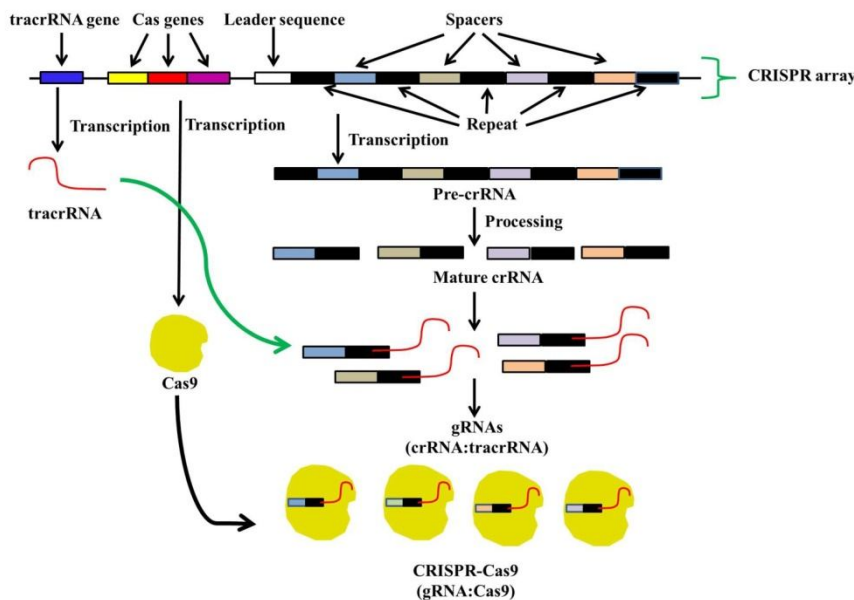 tracrRNA gene
Cas genes
Leader sequence
Spacers
CRISPR array
Transcription
Transcription
Repeat
Transcription
tracrRNA
Pre-crRNA
Processing
Mature crRNA
Cas9
gRNAs
(crRNA:tracrRNA)
CRISPR-Cas9
(gRNA:Cas9)